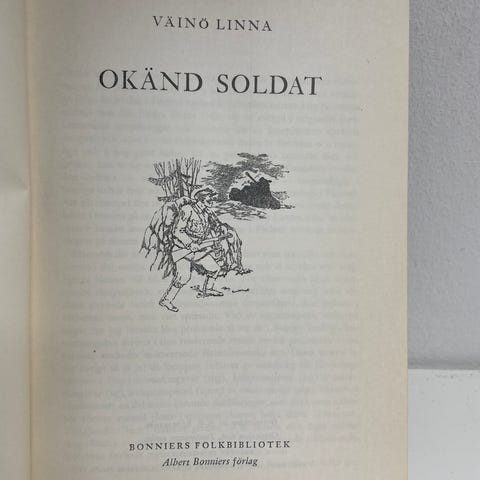 VÄINÖ LINNA
OKÄND SOLDAT
BONNIERS FOLKBIBLIOTEK
Albert Bonniers förlag